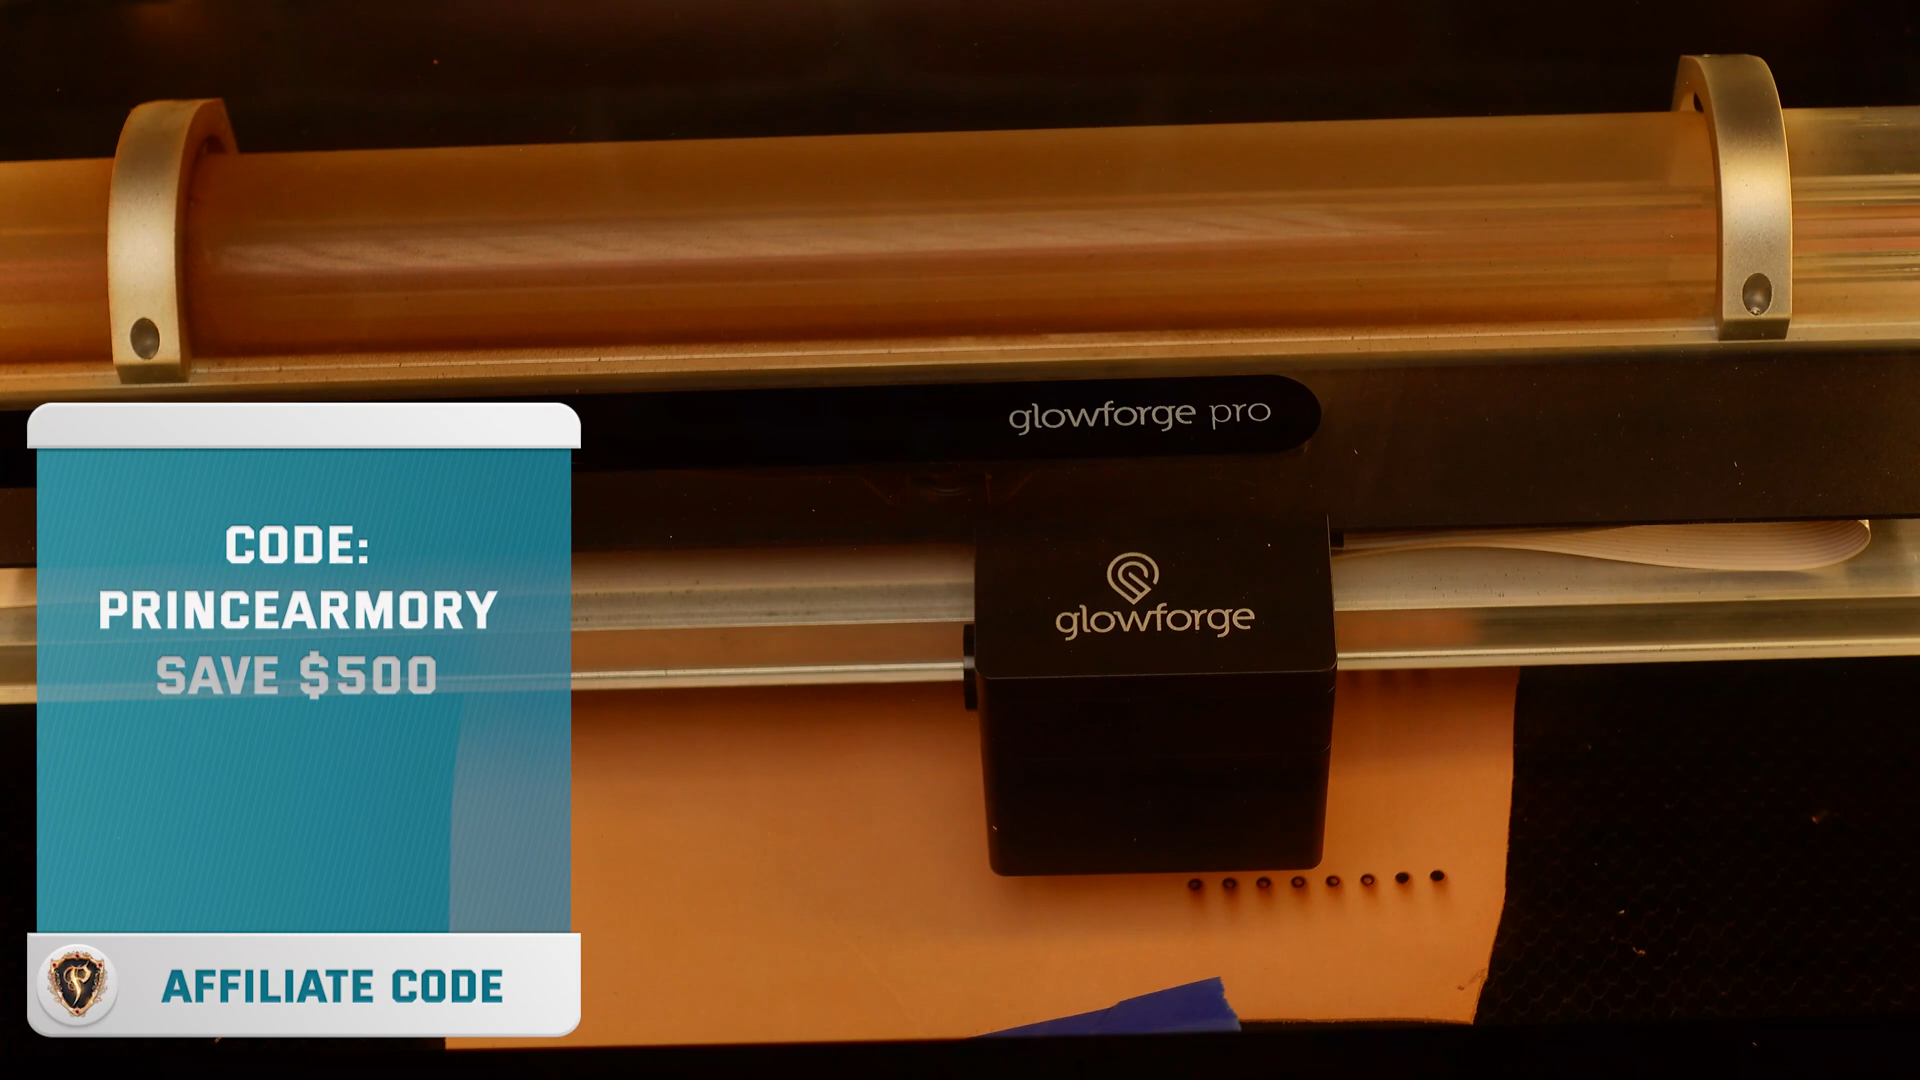 glowforge pro
glowforge
CODE:
PRINCEARMORY
SAVE $500
AFFILIATE CODE